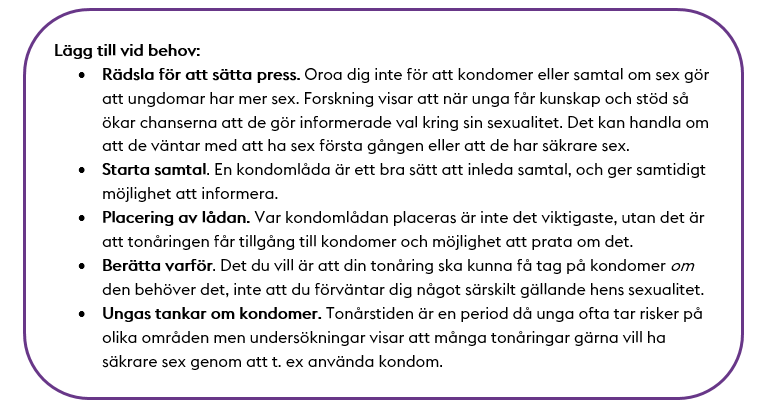 Lägg till vid behov:
• Rädsla för att sätta press. Oroa dig inte för att kondomer eller samtal om sex gör
att ungdomar har mer sex. Forskning visar att när unga får kunskap och stöd så
ökar chanserna att de gör informerade val kring sin sexualitet. Det kan handla om
att de väntar med att ha sex första gången eller att de har säkrare sex.
• Starta samtal. En kondomlåda är ett bra sätt att inleda samtal, och ger samtidigt
möjlighet att informera.
• Placering av lådan. Var kondomlådan placeras är inte det viktigaste, utan det är
att tonåringen får tillgång till kondomer och möjlighet att prata om det.
• Berätta varför. Det du vill är att din tonåring ska kunna få tag på kondomer om
den behöver det, inte att du förväntar dig något särskilt gällande hens sexualitet.
• Ungas tankar om kondomer. Tonårstiden är en period då unga ofta tar risker på
olika områden men undersökningar visar att många tonåringar gärna vill ha
säkrare sex genom att t. ex använda kondom.